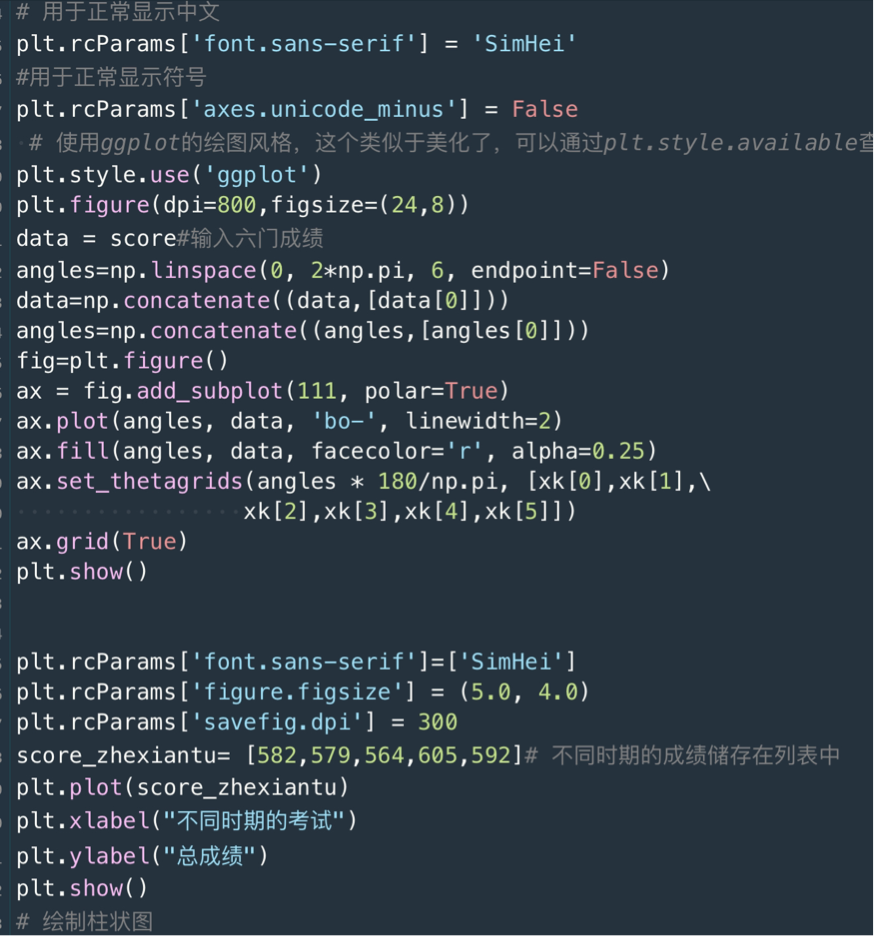 # 用于正常显示中文
plt.rcParams['font.sans-serif'] = 'SimHei'
#用于正常显示符号
plt.rcParams['axes.unicode_minus'] = False
# 使用ggplot的绘图风格，这个类似于美化了，可以通过plt.style.available查
plt.style.use('ggplot')
plt.figure(dpi=800,figsize=(24,8))
data = score#输入六门成绩
angles=np.linspace(0, 2*np.pi, 6, endpoint=False)
data=np.concatenate((data,[data[0]]))
angles=np.concatenate((angles,[angles[0]]))
fig=plt.figure()
ax = fig.add_subplot(111, polar=True)
ax.plot(angles, data, 'bo-', linewidth=2)
ax.fill(angles, data, facecolor='r', alpha=0.25)
ax.set_thetagrids(angles * 180/np.pi, [xk[0],xk[1],\
xk[2],xk[3],xk[4],xk[5]])
ax.grid(True)
plt.show()
plt.rcParams['font.sans-serif']=['SimHei']
plt.rcParams['figure.figsize'] = (5.0, 4.0)
plt.rcParams['savefig.dpi'] = 300
score_zhexiantu= [582,579,564,605,592]# 不同时期的成绩储存在列表中
plt.plot(score_zhexiantu)
plt.xlabel("不同时期的考试")
plt.ylabel("总成绩")
plt.show()
# 绘制柱状图